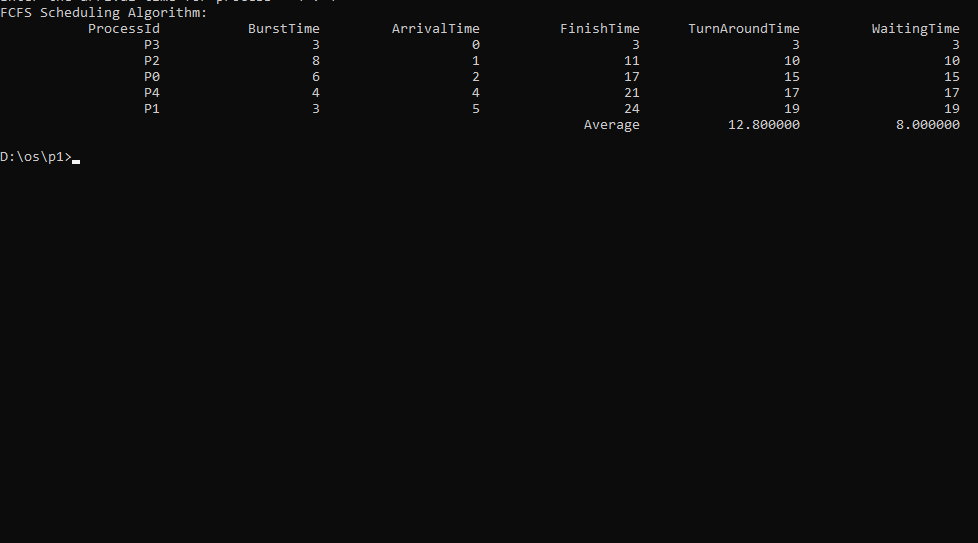 FCFS Scheduling Algorithm:
ProcessId BurstTime ArrivalTime FinishTime TurnAroundTime WaitingTime
P3 3 0 3 3 3
P2 8 1 11 10 10
P0 6 2 17 15 15
P4 4 4 21 17 17
P1 3 5 24 19 19
Average 12.800000 8.000000
D:\os\p1>